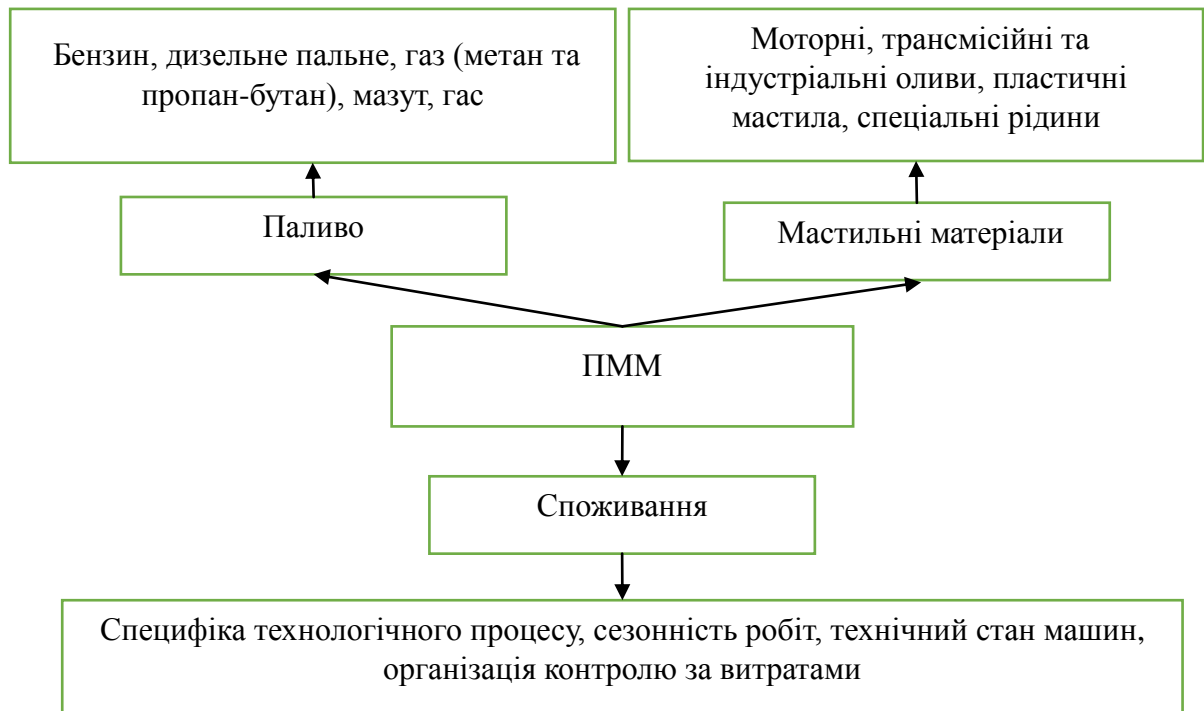 Бензин, дизельне пальне, газ (метан та
пропан-бутан), мазут, гас
Моторні, трансмісійні та
індустріальні оливи, пластичні
мастила, спеціальні рідини
Паливо
Мастильні матеріали
ПММ
Споживання
Специфіка технологічного процесу, сезонність робіт, технічний стан машин,
організація контролю за витратами